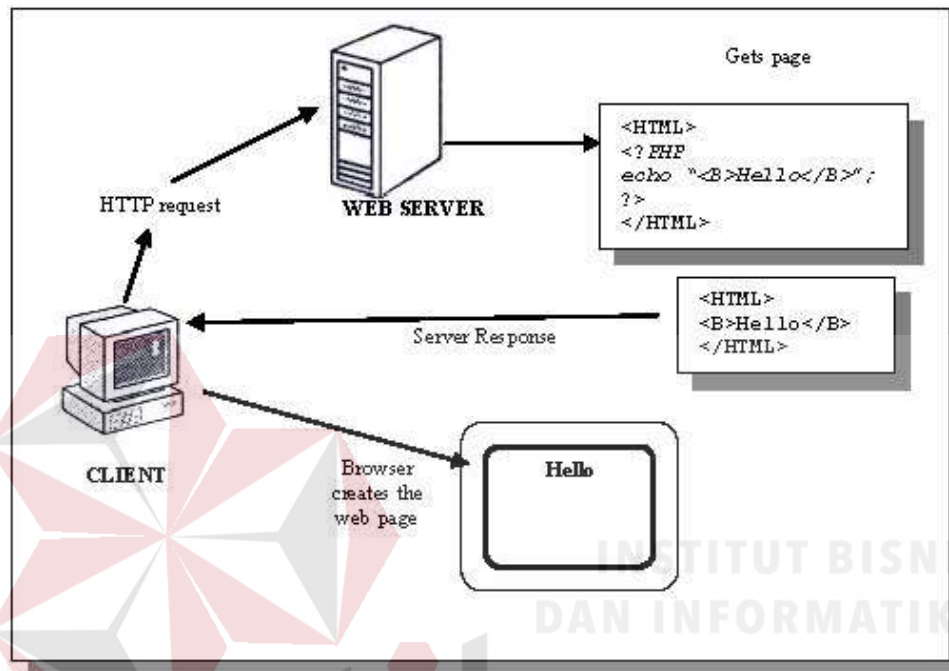 Gets page
<HTML>
<?PHP
echo "<B>Hello</B>";
?>
</HTML>
HTTP request
WEB SERVER
<HTML>
<B>Hello</B>
</HTML>
Server Response
CLIENT
Browser
creates the
web page
Hello
INSTITUT BISN
DAN INFORMATIK